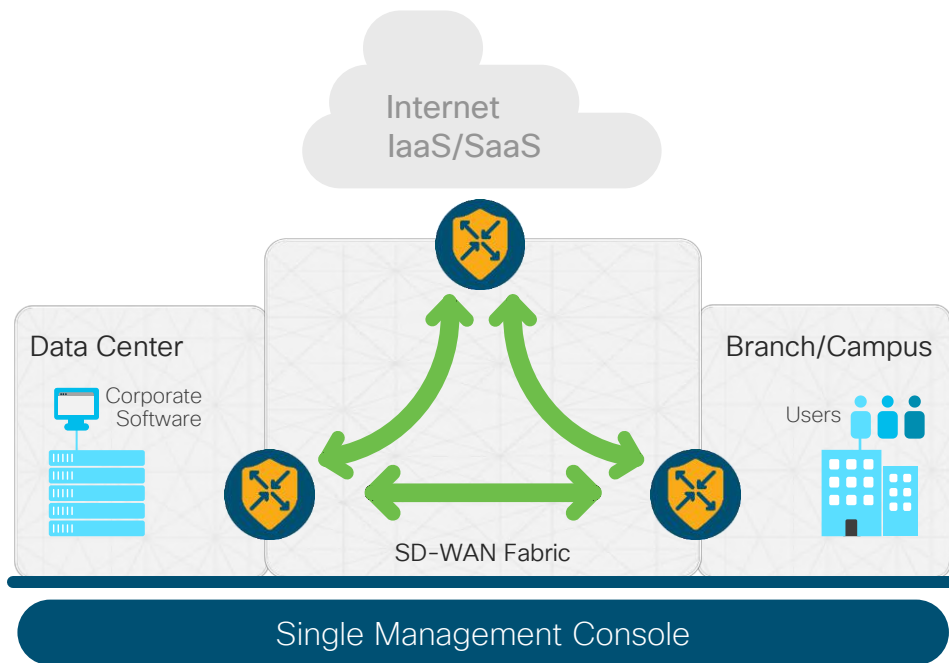 Internet
IaaS/SaaS
Data Center
Corporate
Software
Branch/Campus
Users
SD-WAN Fabric
Single Management Console